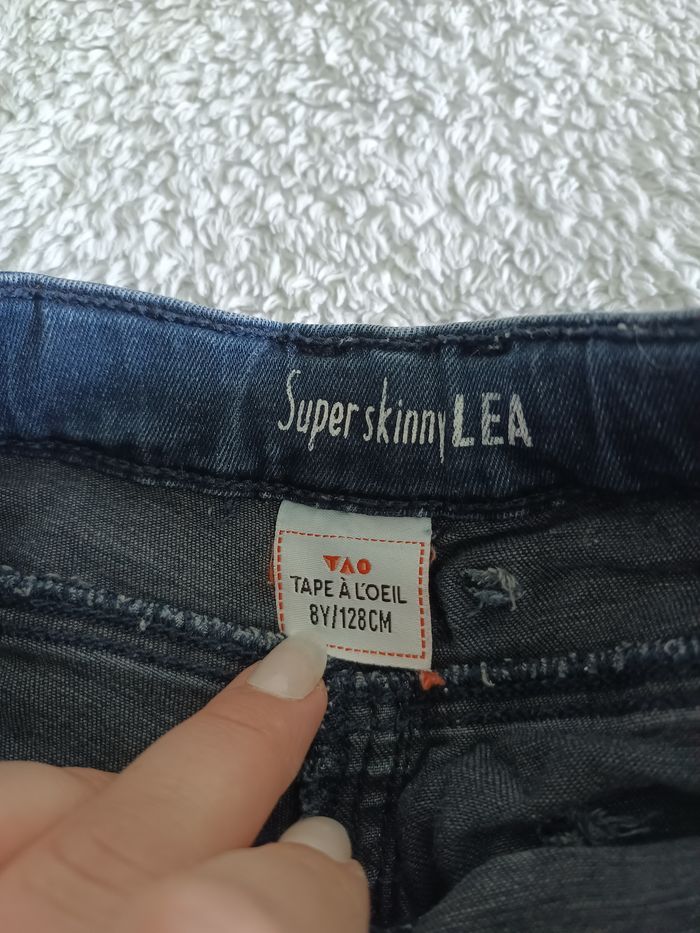 Super skinny LEA
TAO
TAPE À L'OEIL
8Y/128CM